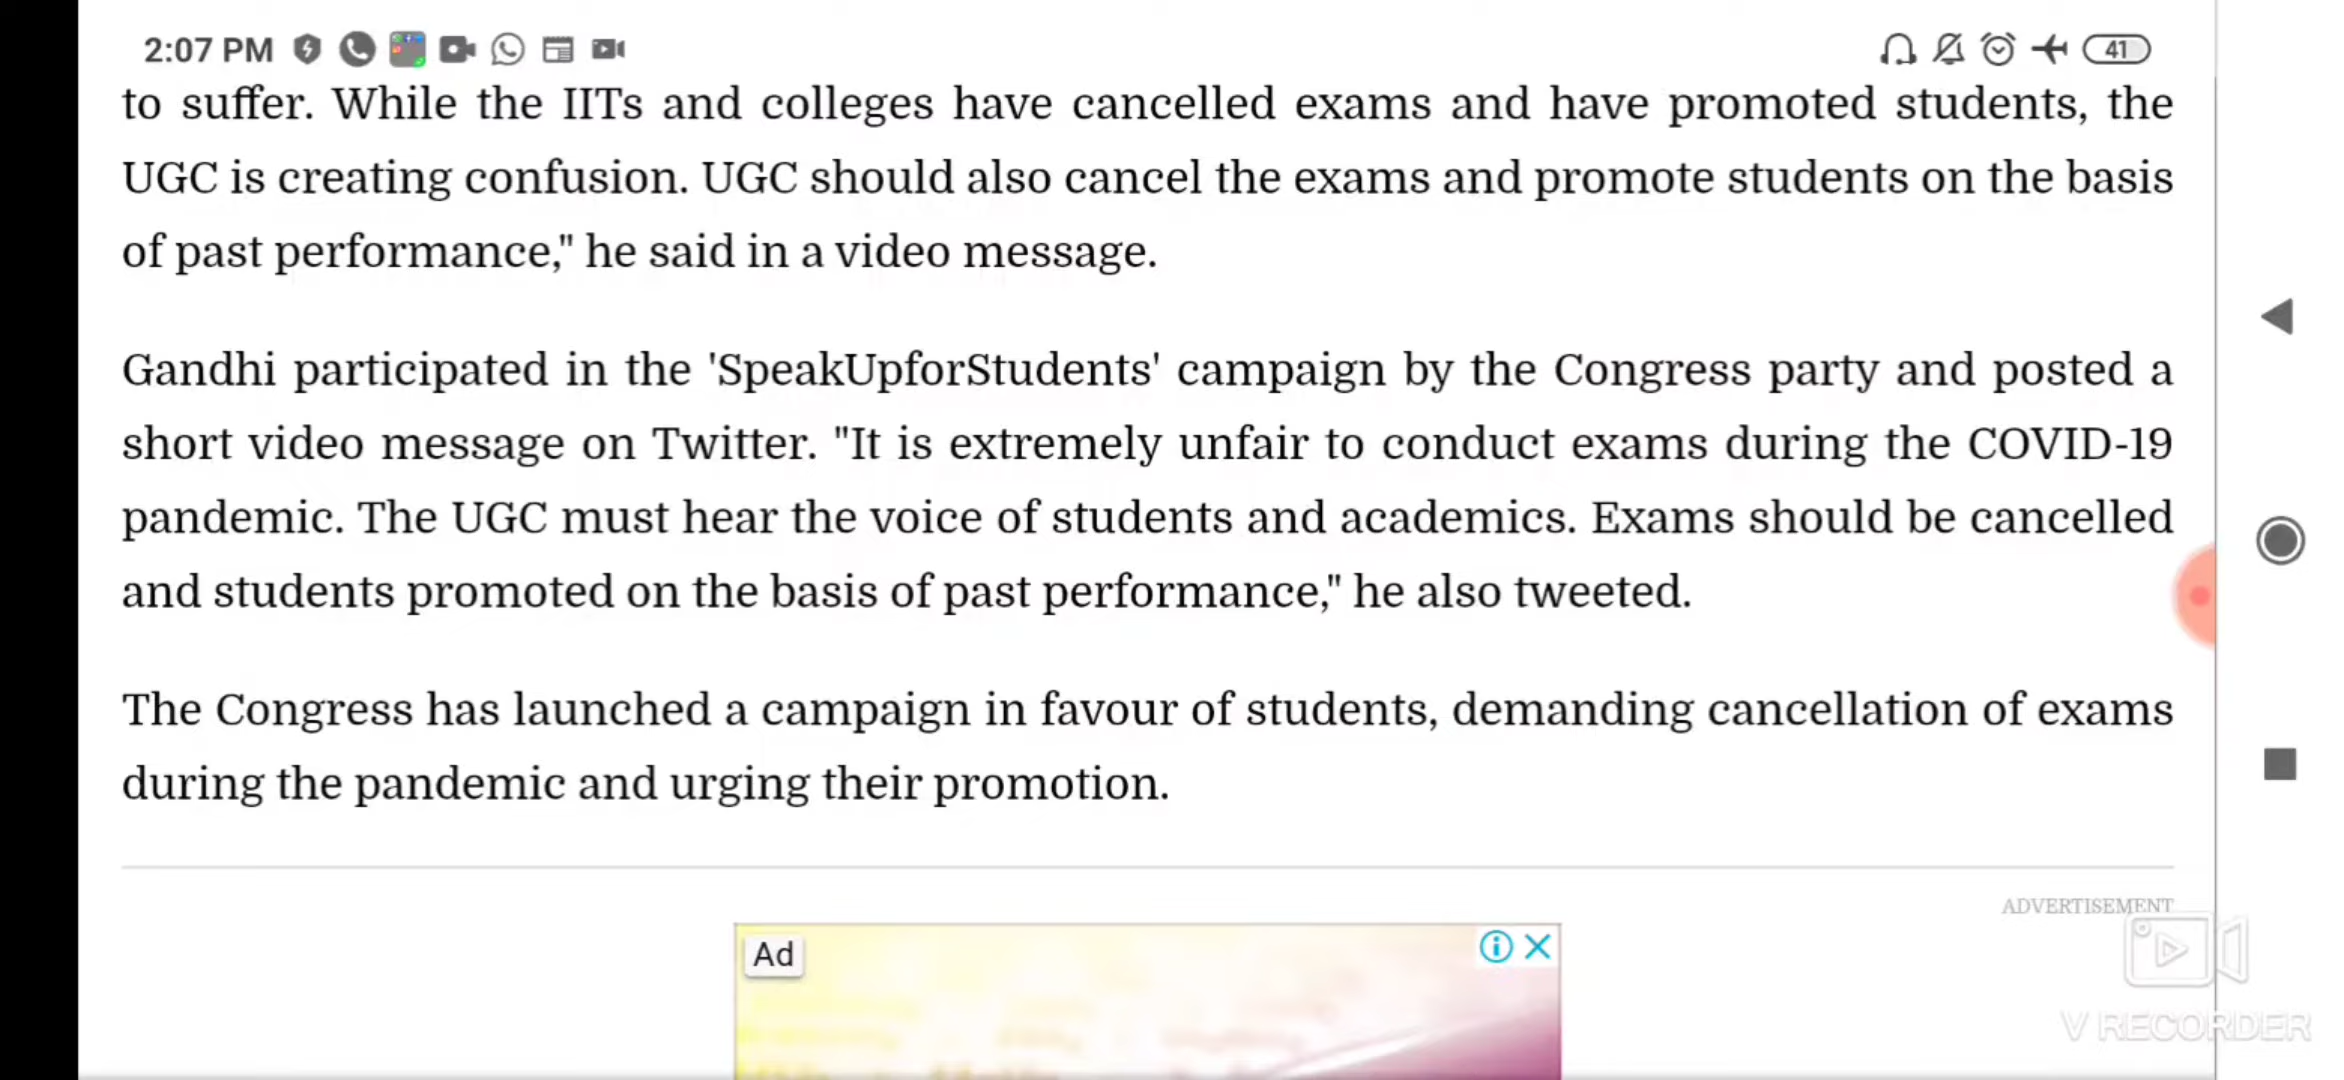 2:07 PM
41
to suffer. While the IITs and colleges have cancelled exams and have promoted students, the
UGC is creating confusion. UGC should also cancel the exams and promote students on the basis
of past performance," he said in a video message.
Gandhi participated in the 'SpeakUpforStudents' campaign by the Congress party and posted a
short video message on Twitter. "It is extremely unfair to conduct exams during the COVID-19
pandemic. The UGC must hear the voice of students and academics. Exams should be cancelled
and students promoted on the basis of past performance," he also tweeted.
The Congress has launched a campaign in favour of students, demanding cancellation of exams
during the pandemic and urging their promotion.
ADVERTISEMENT
Ad
V RECORDER